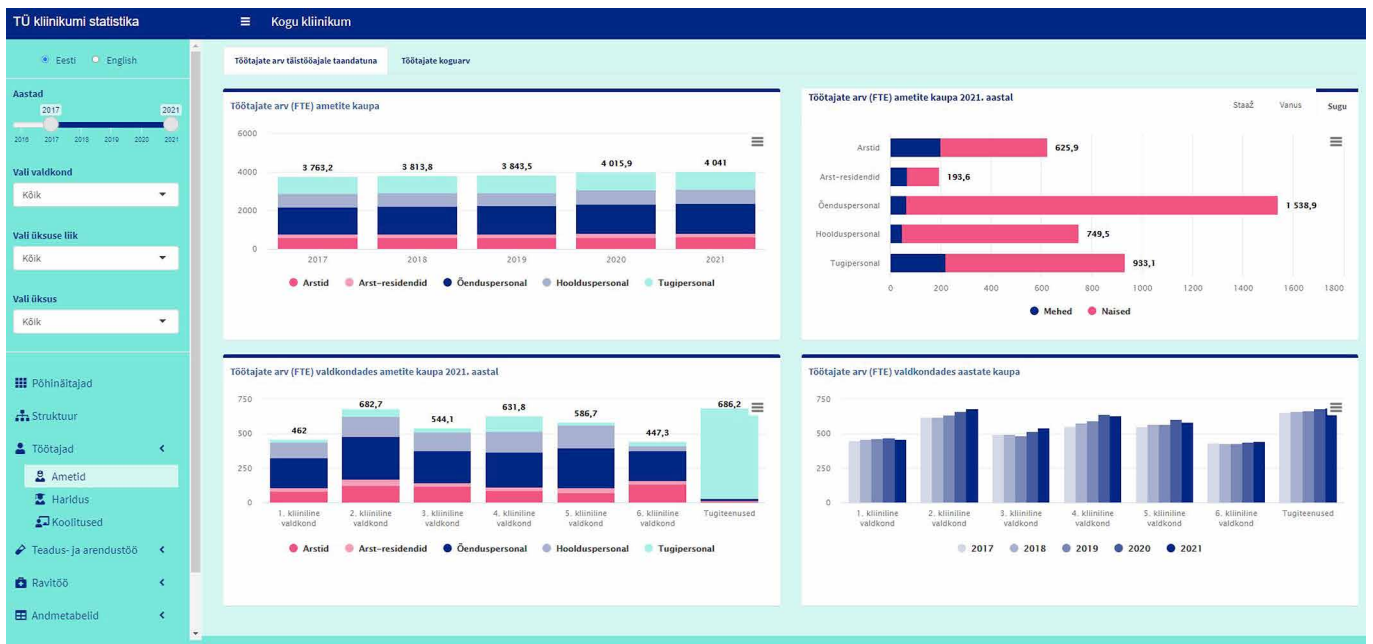 TÜ kliinikumi statistika
Kogu kliinikum
Eesti English
Aastad
2017 2021
2016 2017 2018 2019 2020 2021
Vali valdkond
Kõik
Vali üksuse liik
Kõik
Vali üksus
Kõik
Põhinäitajad
Struktuur
Töötajad
Ametid
Haridus
Koolitused
Teadus- ja arendustöö
Ravitöö
Andmetabelid
Töötajate arv täistööajale taandatuna Töötajate koguarv
Töötajate arv (FTE) ametite kaupa
6000
4000
2000
0
3 763,2 3 813,8 3 843,5 4 015,9 4 041
2017 2018 2019 2020 2021
Arstid Arst-residendid Õenduspersonal Hoolduspersonal Tugipersonal
Töötajate arv (FTE) ametite kaupa 2021. aastal
Staaž Vanus Sugu
Arstid 625,9
Arst-residendid 193,6
Õenduspersonal 1 538,9
Hoolduspersonal 749,5
Tugipersonal 933,1
0 200 400 600 800 1000 1200 1400 1600 1800
Mehed Naised
Töötajate arv (FTE) valdkondades ametite kaupa 2021. aastal
750
500
250
0
462 682,7 544,1 631,8 586,7 447,3 686,2
1. kliiniline valdkond 2. kliiniline valdkond 3. kliiniline valdkond 4. kliiniline valdkond 5. kliiniline valdkond 6. kliiniline valdkond Tugiteenused
Arstid Arst-residendid Õenduspersonal Hoolduspersonal Tugipersonal
Töötajate arv (FTE) valdkondades aastate kaupa
750
500
250
0
1. kliiniline valdkond 2. kliiniline valdkond 3. kliiniline valdkond 4. kliiniline valdkond 5. kliiniline valdkond 6. kliiniline valdkond Tugiteenused
2017 2018 2019 2020 2021